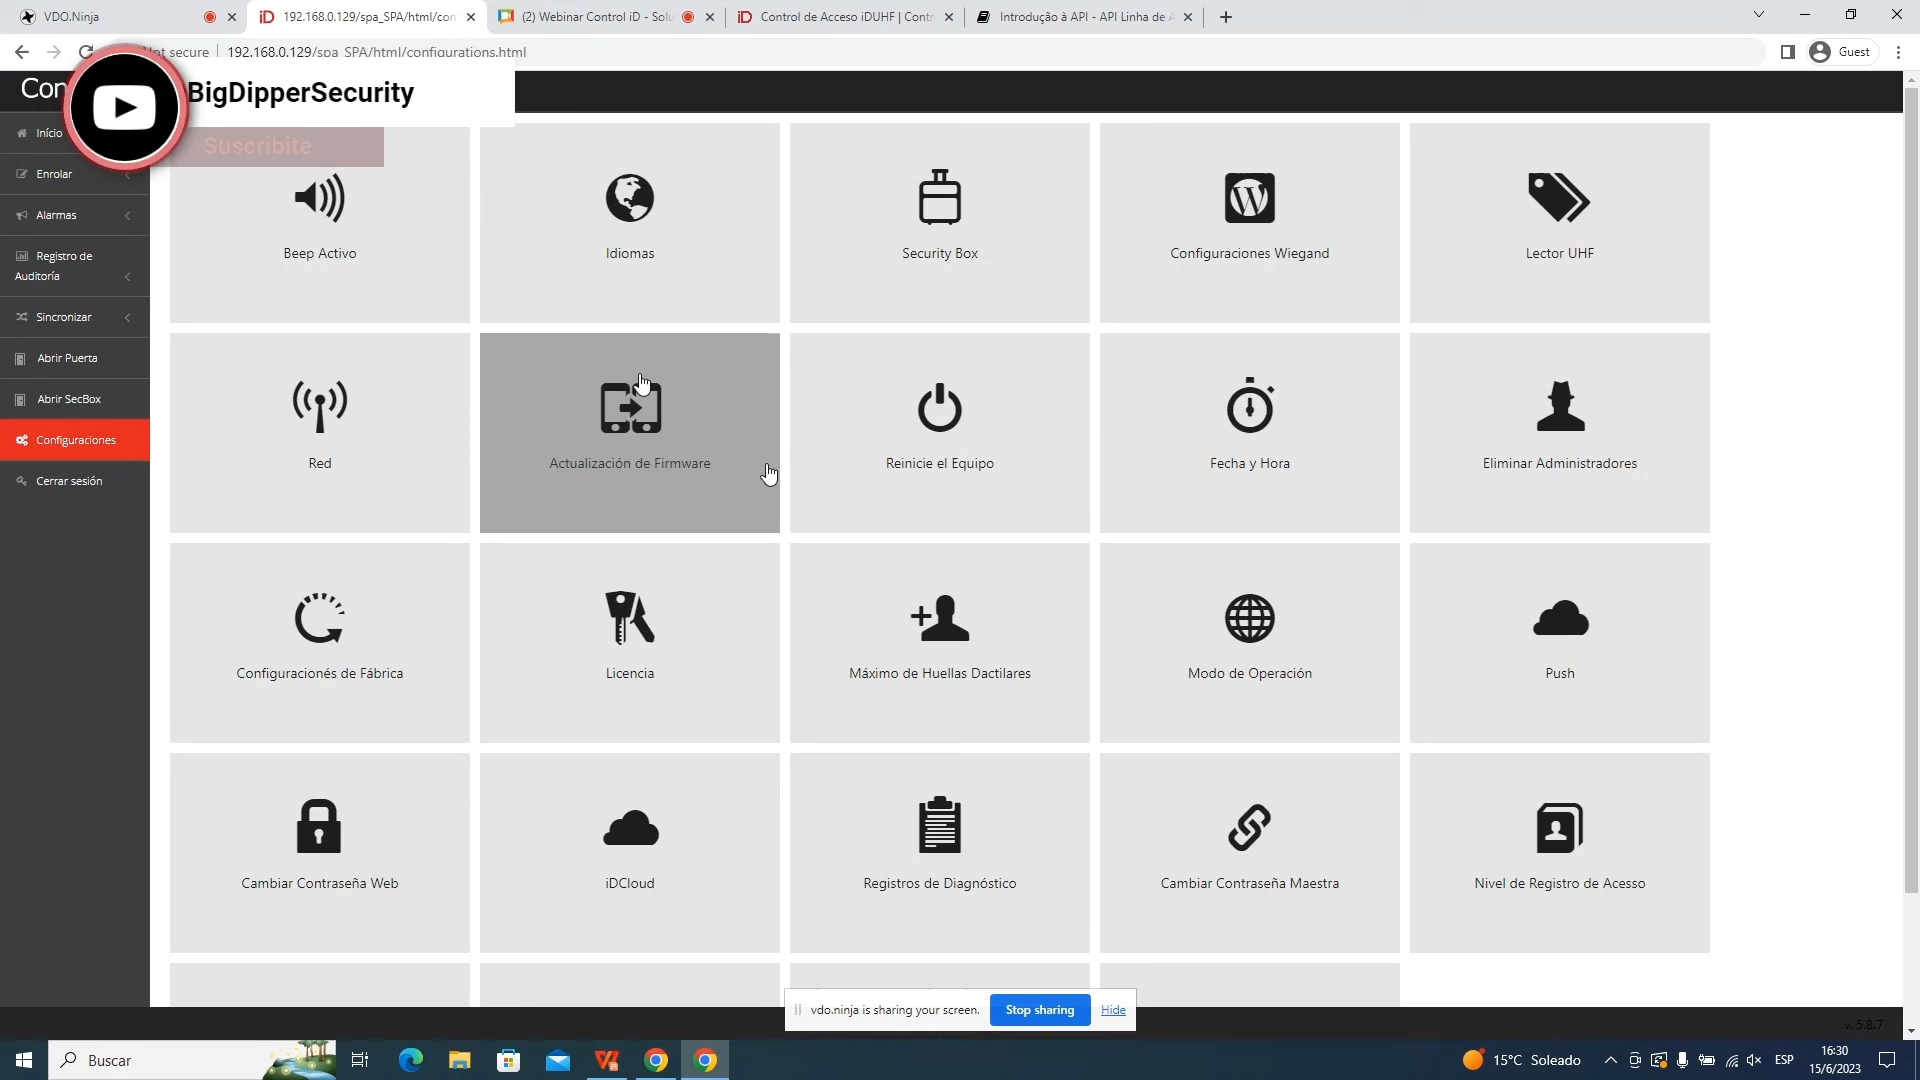 VDO.Ninja
192.168.0.129/spa_SPA/html/con
(2) Webinar Control iD - Solu
Control de Acceso iDUHF | Contr
Introdução à API - API Linha de A
Not secure
192.168.0.129/spa_SPA/html/configurations.html
Guest
Con
BigDipperSecurity
Suscribite
Início
Enrolar
Alarmas
Registro de
Auditoría
Sincronizar
Abrir Puerta
Abrir SecBox
Configuraciones
Cerrar sesión
Beep Activo
Idiomas
Security Box
Configuraciones Wiegand
Lector UHF
Red
Actualización de Firmware
Reinicie el Equipo
Fecha y Hora
Eliminar Administradores
Configuracionés de Fábrica
Licencia
Máximo de Huellas Dactilares
Modo de Operación
Push
Cambiar Contraseña Web
iDCloud
Registros de Diagnóstico
Cambiar Contraseña Maestra
Nivel de Registro de Acesso
vdo.ninja is sharing your screen.
Stop sharing
Hide
v. 5.8.7
Buscar
15°C Soleado
ESP
16:30
15/6/2023